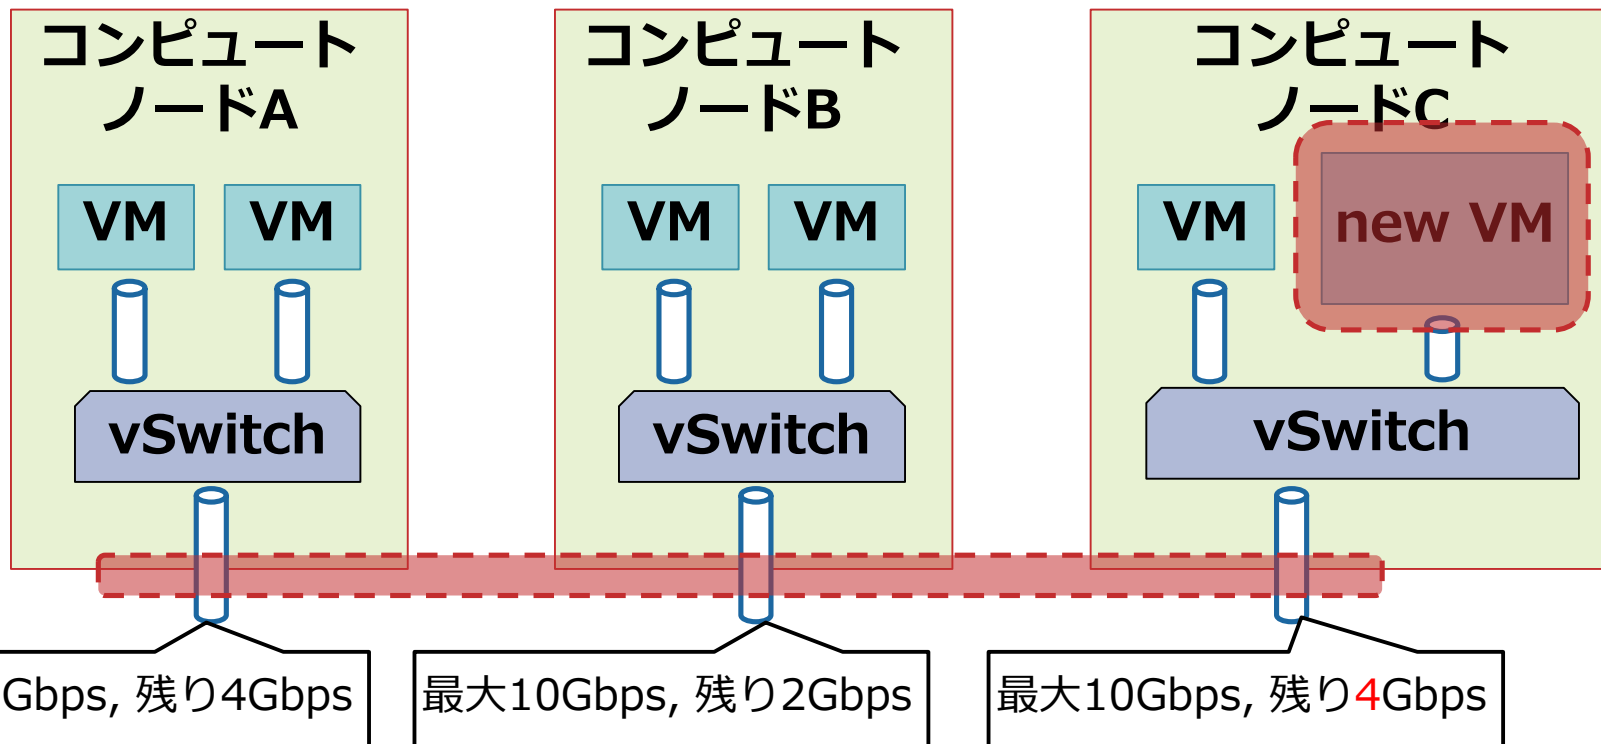 コンピュート
ノードA
VM
VM
vSwitch
Gbps, 残り4Gbps
コンピュート
ノードB
VM
VM
vSwitch
最大10Gbps, 残り2Gbps
コンピュート
ノードC
VM
new VM
vSwitch
最大10Gbps, 残り4Gbps